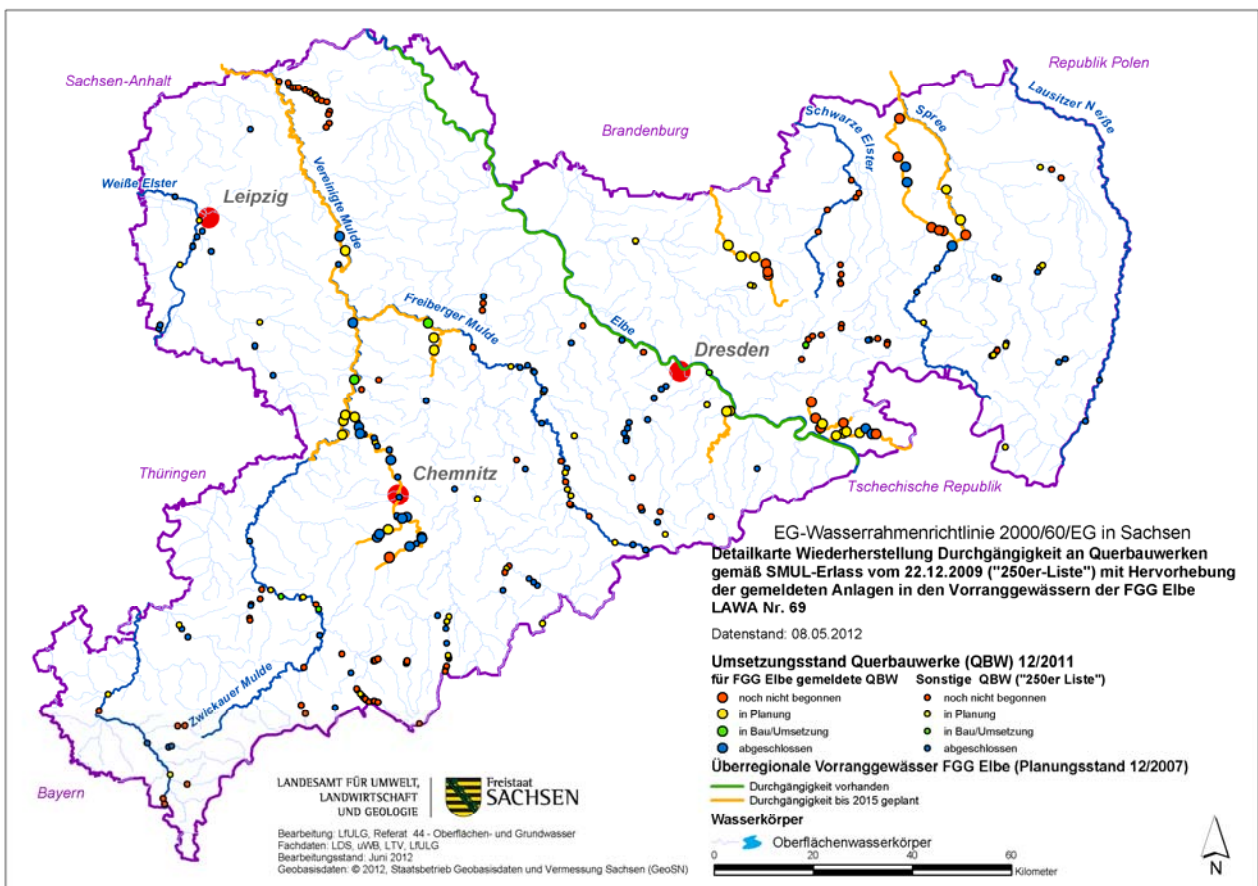 Sachsen-Anhalt
Republik Polen
Brandenburg
Schwarze Elster
Spree
Lausitzer Neiße
Weiße Elster
Leipzig
Vereinigte Mulde
Freiberger Mulde
Elbe
Dresden
Thüringen
Chemnitz
Tschechische Republik
Zwickauer Mulde
Bayern
EG-Wasserrahmenrichtlinie 2000/60/EG in Sachsen
Detailkarte Wiederherstellung Durchgängigkeit an Querbauwerken
gemäß SMUL-Erlass vom 22.12.2009 ("250er-Liste") mit Hervorhebung
der gemeldeten Anlagen in den Vorranggewässern der FGG Elbe
LAWA Nr. 69
Datenstand: 08.05.2012
Umsetzungsstand Querbauwerke (QBW) 12/2011
für FGG Elbe gemeldete QBW
noch nicht begonnen
in Planung
in Bau/Umsetzung
abgeschlossen
Sonstige QBW ("250er Liste")
noch nicht begonnen
in Planung
in Bau/Umsetzung
abgeschlossen
Überregionale Vorranggewässer FGG Elbe (Planungsstand 12/2007)
Durchgängigkeit vorhanden
Durchgängigkeit bis 2015 geplant
Wasserkörper
Oberflächenwasserkörper
0 20 40 60
Kilometer
N
LANDESAMT FÜR UMWELT,
LANDWIRTSCHAFT
UND GEOLOGIE
Freistaat
SACHSEN
Bearbeitung: LfULG, Referat 44 - Oberflächen- und Grundwasser
Fachdaten: LDS, uWB, LTV, LfULG
Bearbeitungsstand: Juni 2012
Geobasisdaten: © 2012, Staatsbetrieb Geobasisdaten und Vermessung Sachsen (GeoSN)